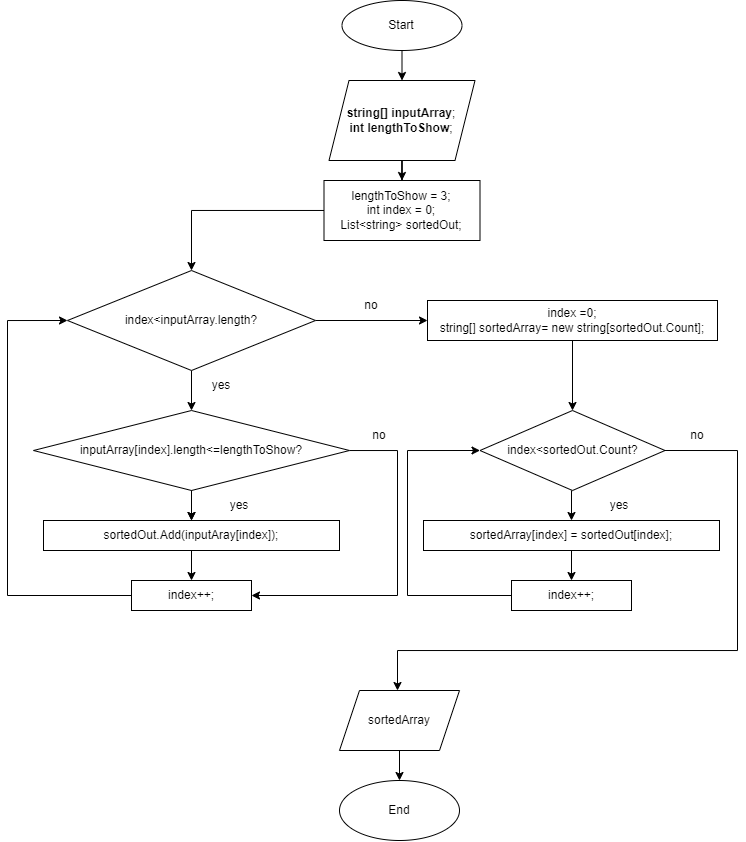 Start
string[] inputArray;
int lengthToShow;
lengthToShow = 3;
int index = 0;
List<string> sortedOut;
index<inputArray.length?
no
index =0;
string[] sortedArray= new string[sortedOut.Count];
yes
inputArray[index].length<=lengthToShow?
no
index<sortedOut.Count?
no
yes
yes
sortedOut.Add(inputAray[index]);
sortedArray[index] = sortedOut[index];
index++;
index++;
sortedArray
End